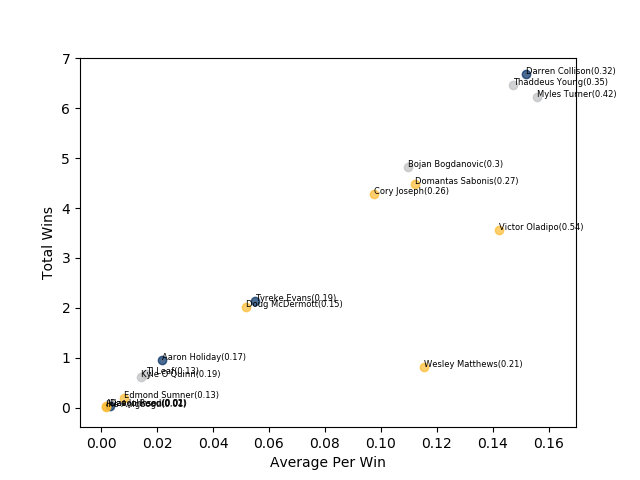 7
6
5
4
3
2
1
0
Total Wins
Darren Collison(0.32)
Thaddeus Young(0.35)
Myles Turner(0.42)
Bojan Bogdanovic(0.3)
Domantas Sabonis(0.27)
Cory Joseph(0.26)
Victor Oladipo(0.54)
Tyreke Evans(0.19)
Doug McDermott(0.15)
Aaron Holiday(0.17)
Wesley Matthews(0.21)
TJ Leaf(0.13)
Kyle O'Quinn(0.19)
Edmond Sumner(0.13)
0.00 0.02 0.04 0.06 0.08 0.10 0.12 0.14 0.16
Average Per Win